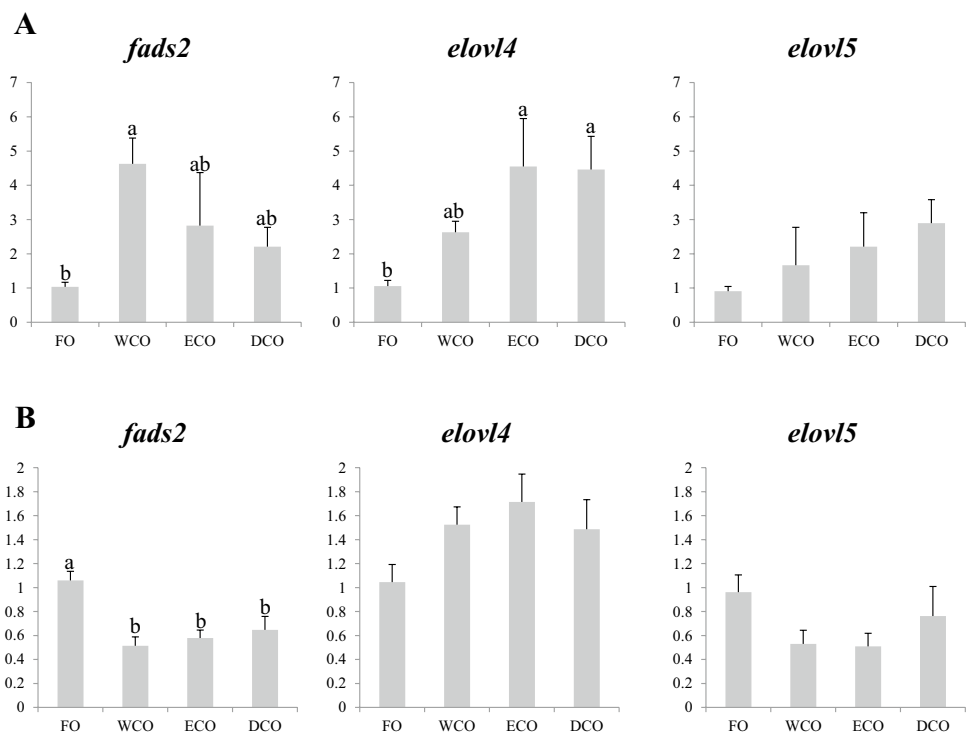 A
fads2 elovl4 elovl5
7 7 7
6 a 6 a a 6
5 ab 5 5
4 4 4
3 ab 3 ab 3
2 2 2
b b
1 1 1
0 0 0
FO WCO ECO DCO FO WCO ECO DCO FO WCO ECO DCO
B
fads2 elovl4 elovl5
2 2 2
1.8 1.8 1.8
1.6 1.6 1.6
1.4 1.4 1.4
1.2 a 1.2 1.2
1 1 1
0.8 b b b 0.8 0.8
0.6 0.6 0.6
0.4 0.4 0.4
0.2 0.2 0.2
0 0 0
FO WCO ECO DCO FO WCO ECO DCO FO WCO ECO DCO